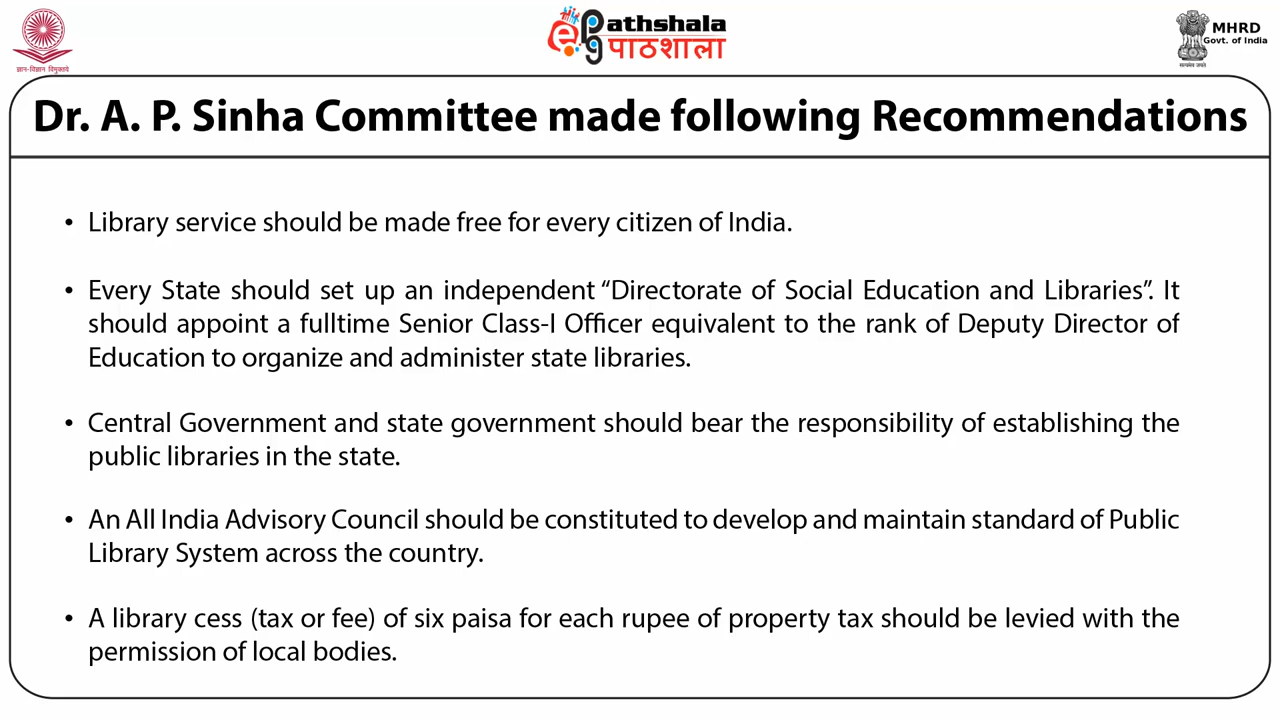 ज्ञान-विज्ञान विमुक्तये
ePathshala
पाठशाला
MHRD
Govt. of India
सत्यमेव जयते
Dr. A. P. Sinha Committee made following Recommendations
• Library service should be made free for every citizen of India.
• Every State should set up an independent “Directorate of Social Education and Libraries”. It
should appoint a fulltime Senior Class-I Officer equivalent to the rank of Deputy Director of
Education to organize and administer state libraries.
• Central Government and state government should bear the responsibility of establishing the
public libraries in the state.
• An All India Advisory Council should be constituted to develop and maintain standard of Public
Library System across the country.
• A library cess (tax or fee) of six paisa for each rupee of property tax should be levied with the
permission of local bodies.